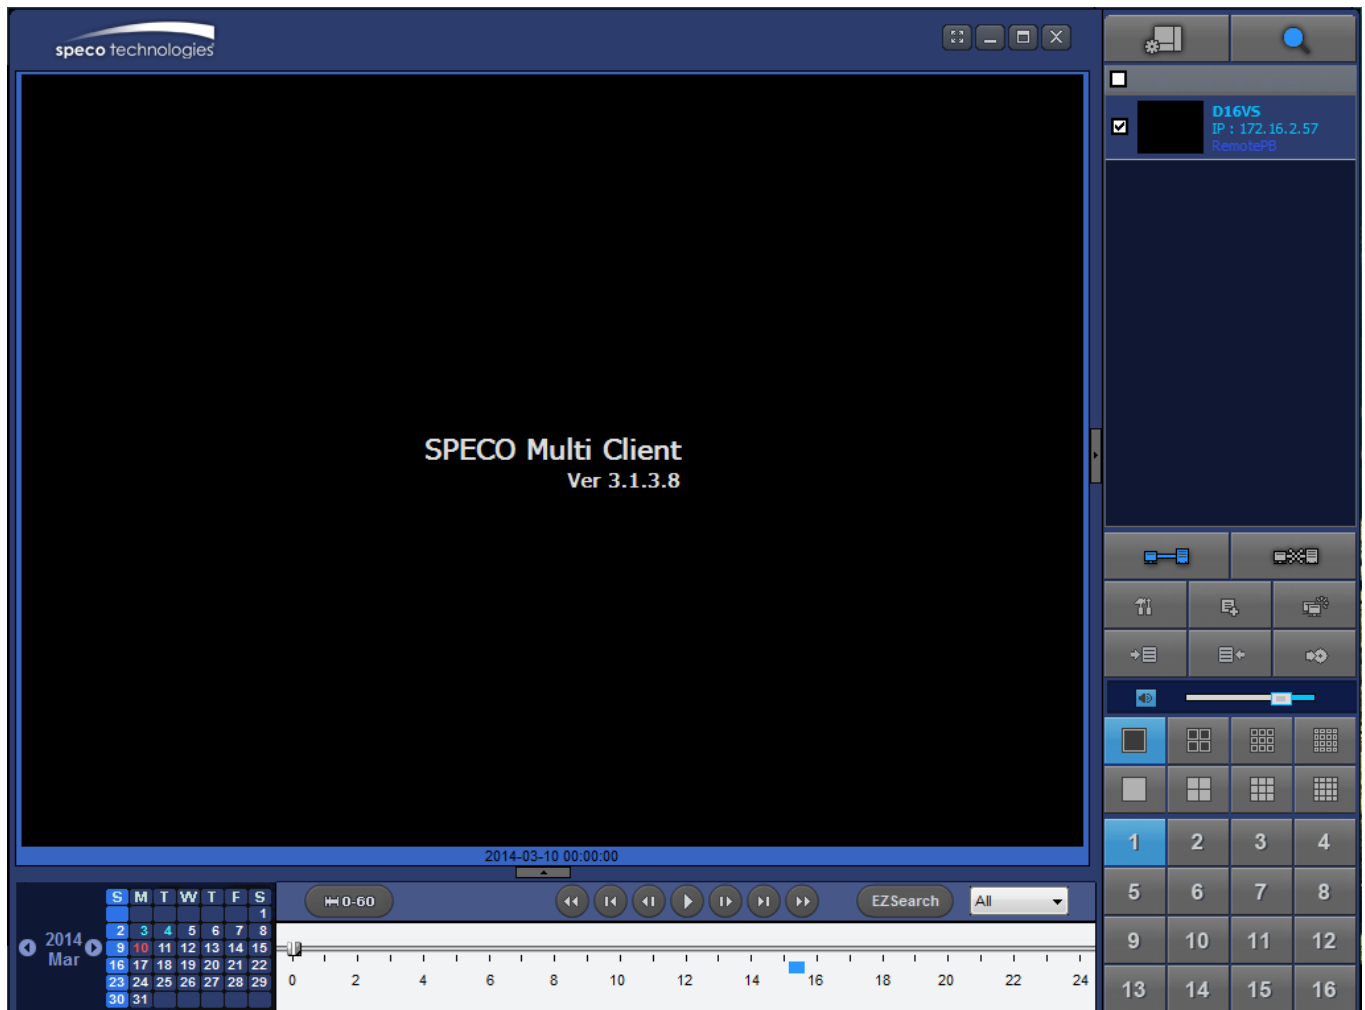 speco technologies
D16VS
IP : 172.16.2.57
RemotePB
SPECO Multi Client
Ver 3.1.3.8
2014-03-10 00:00:00
0-60
EZSearch
All
2014
Mar
S M T W T F S
1
2 3 4 5 6 7 8
9 10 11 12 13 14 15
16 17 18 19 20 21 22
23 24 25 26 27 28 29
30 31
0 2 4 6 8 10 12 14 16 18 20 22 24
1 2 3 4
5 6 7 8
9 10 11 12
13 14 15 16